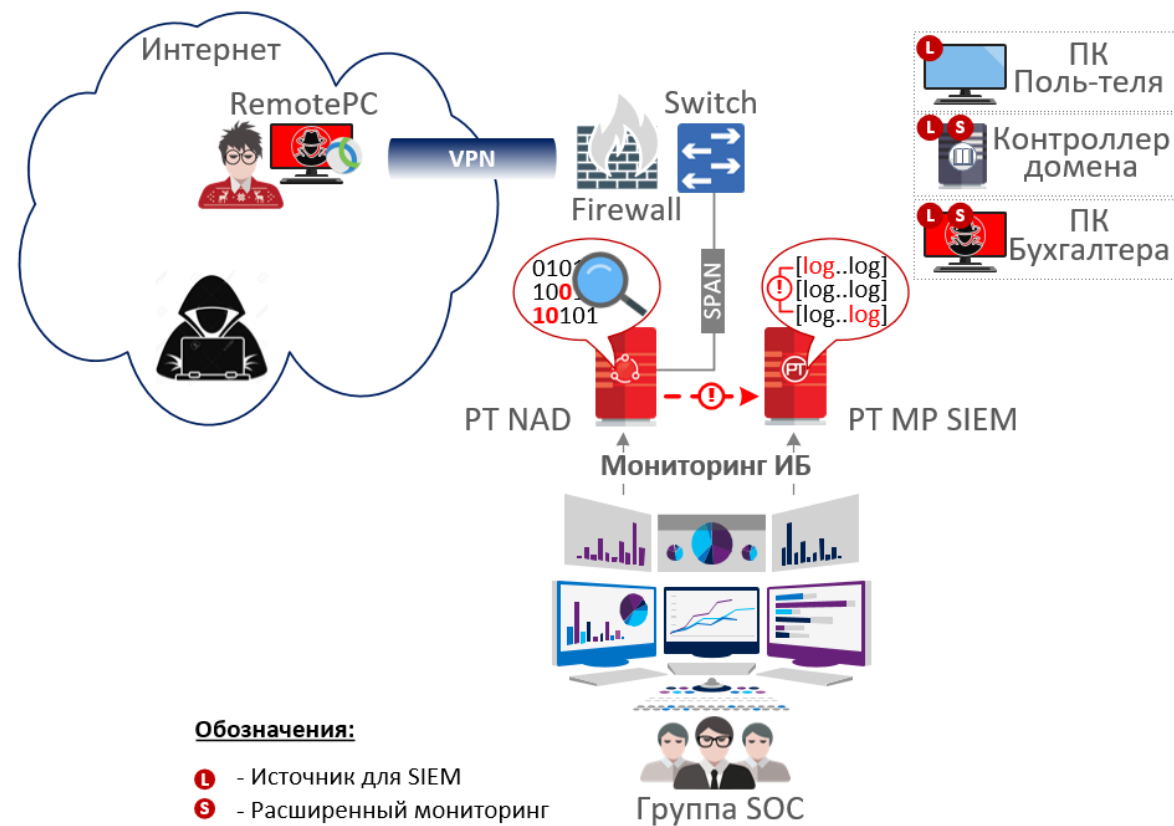 Интернет
RemotePC
VPN
Firewall
Switch
SPAN
L
ПК
Поль-теля
L S
Контроллер
домена
L S
ПК
Бухгалтера
0101
1001
10101
[log..log]
[log..log]
[log..log]
PT
PT NAD
PT MP SIEM
Мониторинг ИБ
Обозначения:
L - Источник для SIEM
S - Расширенный мониторинг
Группа SOC